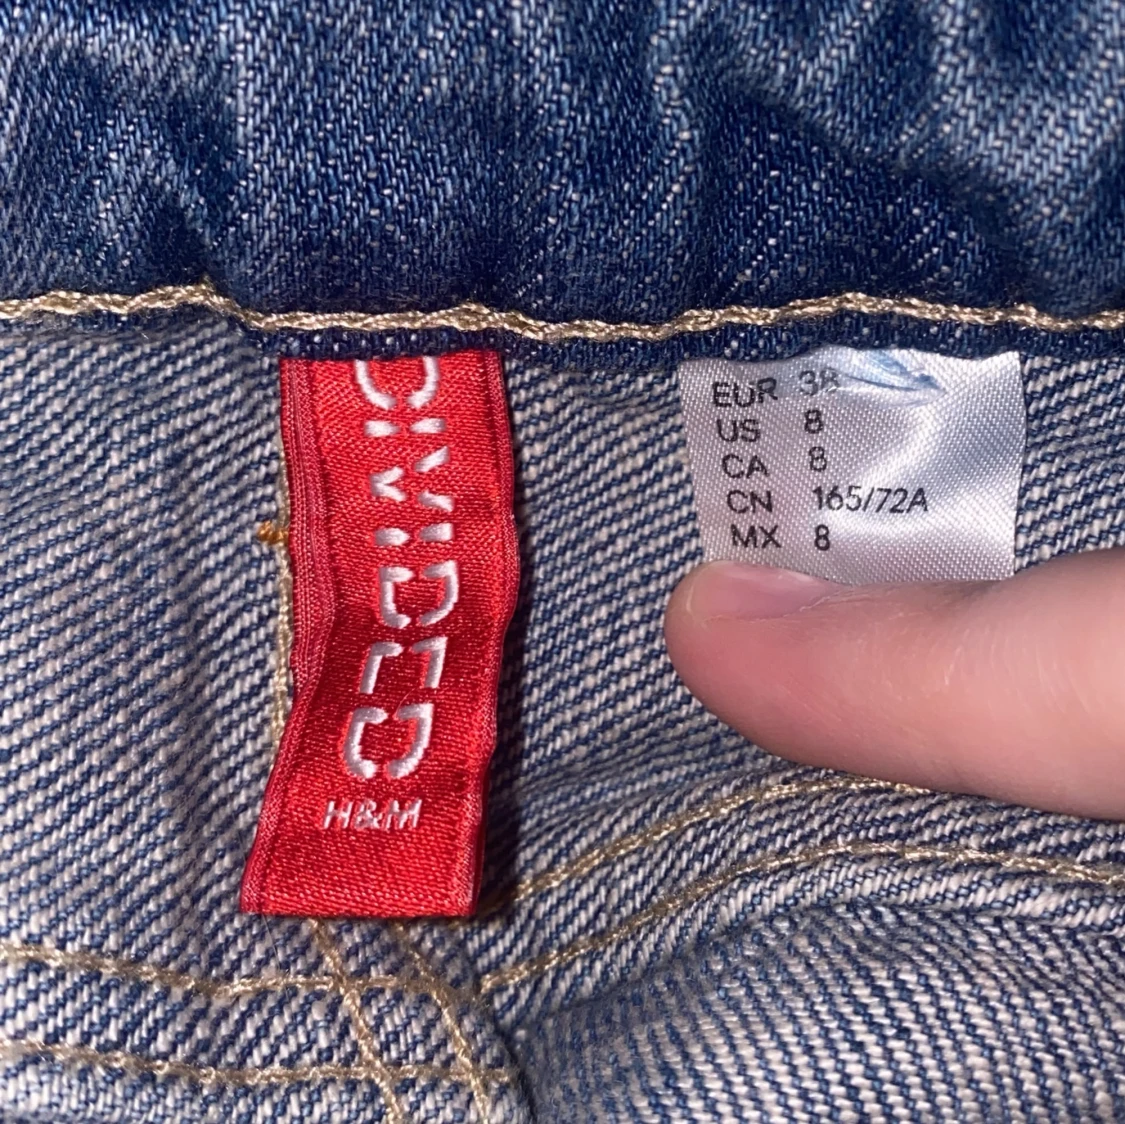 DIVIDED
H&M
EUR 38
US 8
CA 8
CN 165/72A
MX 8